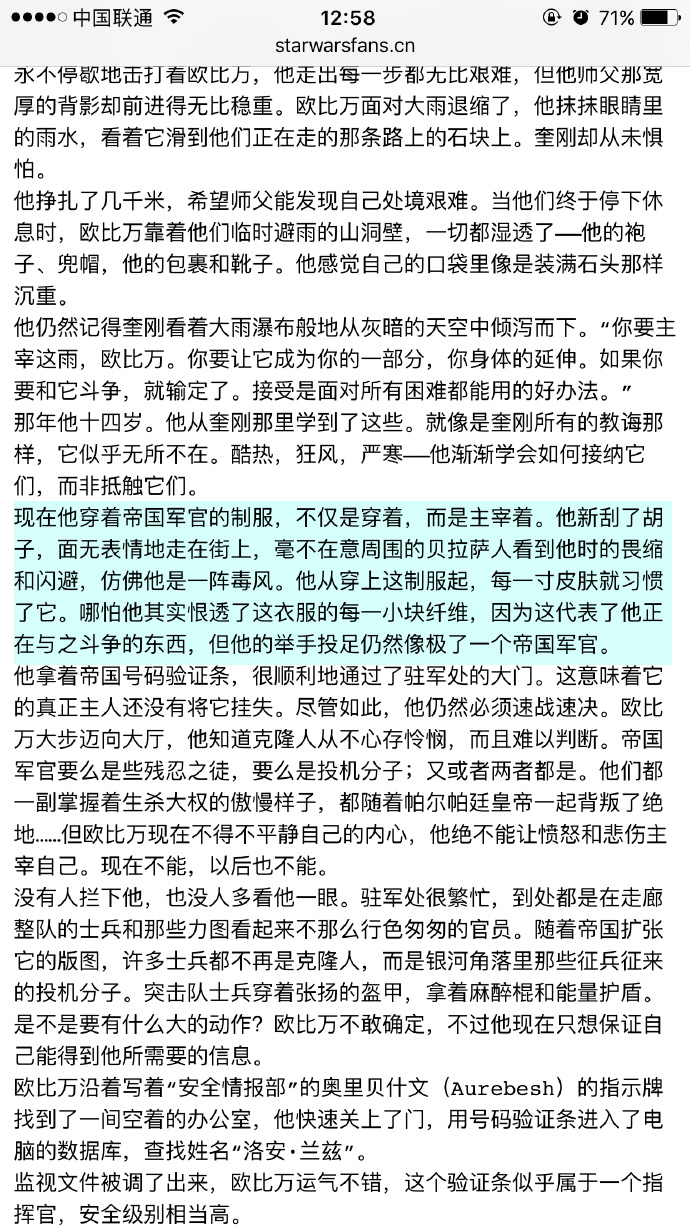 中国联通 12:58 71%
starwarsfans.cn
永不停歇地击打着欧比万，他走出每一步都无比艰难，但他师父那宽
厚的背影却前进得无比稳重。欧比万面对大雨退缩了，他抹抹眼睛里
的雨水，看着它滑到他们正在走的那条路上的石块上。奎刚却从未惧
怕。
他挣扎了几千米，希望师父能发现自己处境艰难。当他们终于停下休
息时，欧比万靠着他们临时避雨的山洞壁，一切都湿透了——他的袍
子、兜帽，他的包裹和靴子。他感觉自己的口袋里像是装满石头那样
沉重。
他仍然记得奎刚看着大雨瀑布般地从灰暗的天空中倾泻而下。“你要主
宰这雨，欧比万。你要让它成为你的一部分，你身体的延伸。如果你
要和它斗争，就输定了。接受是面对所有困难都能用的好办法。”
那年他十四岁。他从奎刚那里学到了这些。就像是奎刚所有的教诲那
样，它似乎无所不在。酷热，狂风，严寒——他渐渐学会如何接纳它
们，而非抵触它们。
现在他穿着帝国军官的制服，不仅是穿着，而是主宰着。他新刮了胡
子，面无表情地走在街上，毫不在意周围的贝拉萨人看到他时的畏缩
和闪避，仿佛他是一阵毒风。他从穿上这制服起，每一寸皮肤就习惯
了它。哪怕他其实恨透了这衣服的每一小块纤维，因为这代表了他正
在与之斗争的东西，但他的举手投足仍然像极了一个帝国军官。
他拿着帝国号码验证条，很顺利地通过了驻军处的大门。这意味着它
的真正主人还没有将它挂失。尽管如此，他仍然必须速战速决。欧比
万大步迈向大厅，他知道克隆人从不心存怜悯，而且难以判断。帝国
军官要么是些残忍之徒，要么是投机分子；又或者两者都是。他们都
一副掌握着生杀大权的傲慢样子，都随着帕尔帕廷皇帝一起背叛了绝
地……但欧比万现在不得不平静自己的内心，他绝不能让愤怒和悲伤主
宰自己。现在不能，以后也不能。
没有人拦下他，也没人多看他一眼。驻军处很繁忙，到处都是在走廊
整队的士兵和那些力图看起来不那么行色匆匆的官员。随着帝国扩张
它的版图，许多士兵都不再是克隆人，而是银河角落里那些征兵征来
的投机分子。突击队士兵穿着张扬的盔甲，拿着麻醉棍和能量护盾。
是不是要有什么大的动作？欧比万不敢确定，不过他现在只想保证自
己能得到他所需要的信息。
欧比万沿着写着“安全情报部”的奥里贝什文（Aurebesh）的指示牌
找到了一间空着的办公室，他快速关上了门，用号码验证条进入了电
脑的数据库，查找姓名“洛安·兰兹”。
监视文件被调了出来，欧比万运气不错，这个验证条似乎属于一个指
挥官，安全级别相当高。